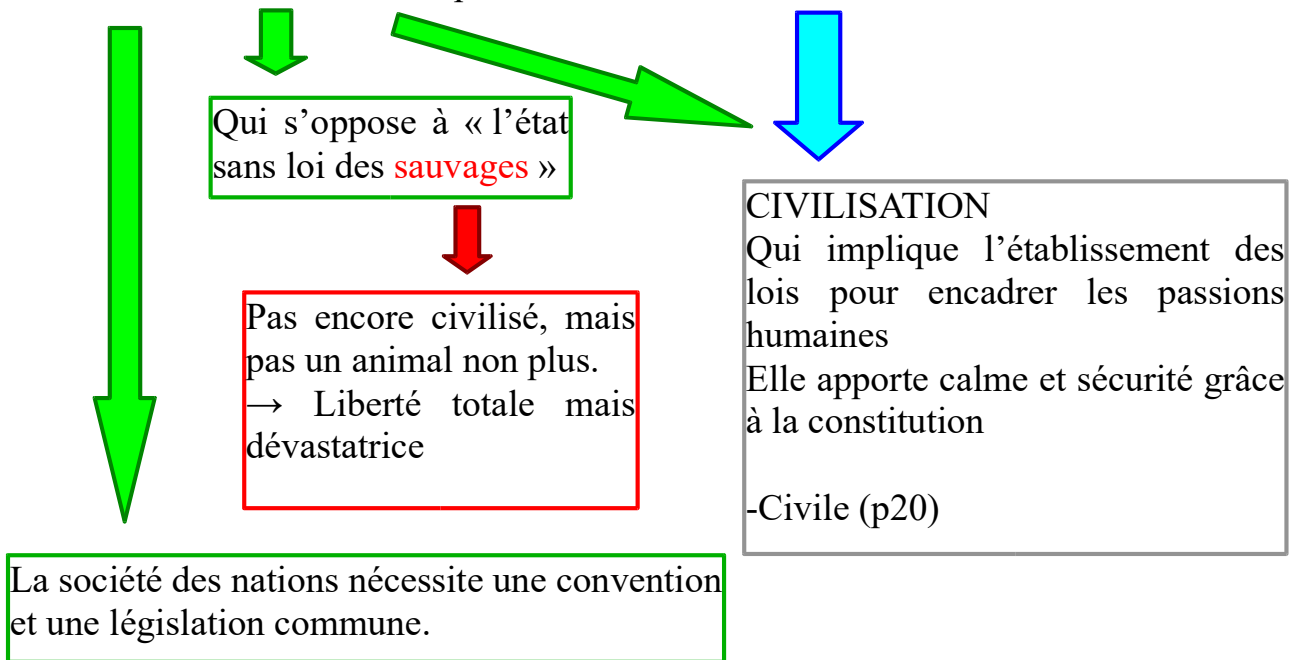 Qui s’oppose à « l’état
sans loi des sauvages »
CIVILISATION
Qui implique l’établissement des
lois pour encadrer les passions
humaines
Elle apporte calme et sécurité grâce
à la constitution
-Civile (p20)
Pas encore civilisé, mais
pas un animal non plus.
→ Liberté totale mais
dévastatrice
La société des nations nécessite une convention
et une législation commune.